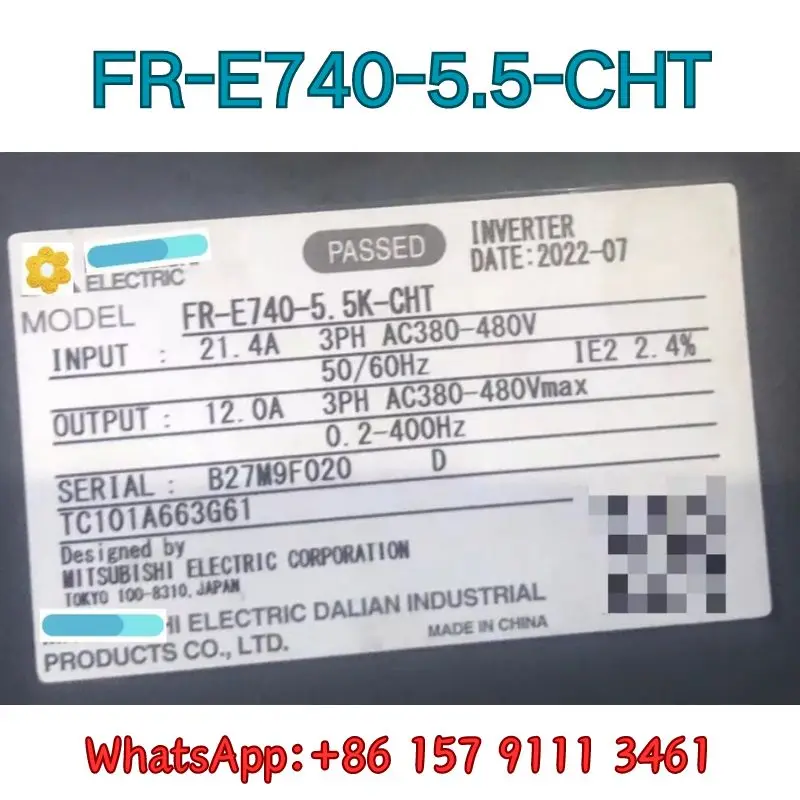 FR-E740-5.5-CHT
ELECTRIC
PASSED
INVERTER
DATE:2022-07
MODEL FR-E740-5.5K-CHT
INPUT : 21.4A 3PH AC380-480V
50/60Hz IE2 2.4%
OUTPUT : 12.0A 3PH AC380-480Vmax
0.2-400Hz
SERIAL : B27M9F020 D
TC101A663G61
Designed by
MITSUBISHI ELECTRIC CORPORATION
TOKYO 100-8310, JAPAN
HI ELECTRIC DALIAN INDUSTRIAL
PRODUCTS CO., LTD.
MADE IN CHINA
WhatsApp:+86 157 9111 3461